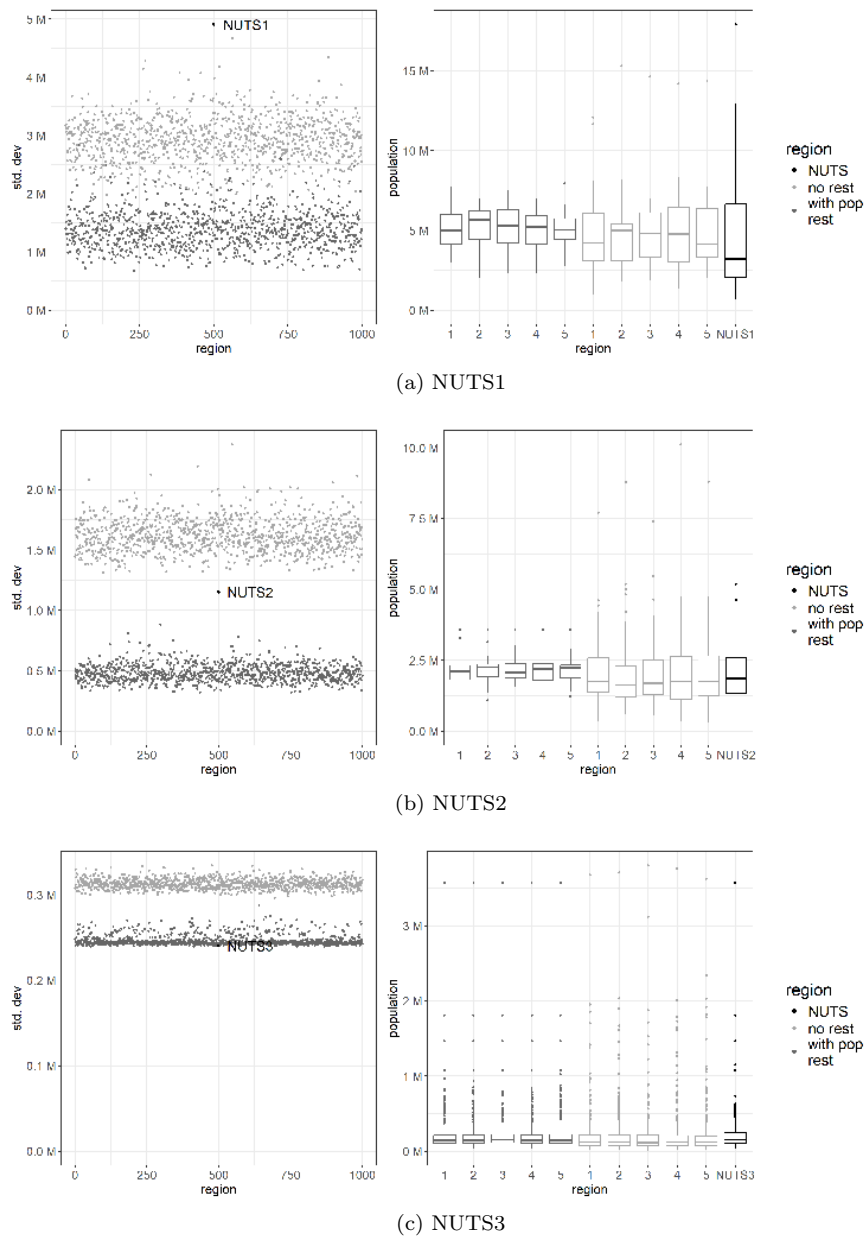 5 M
4 M
3 M
2 M
1 M
0 M
std. dev
NUTS1
0 250 500 750 1000
region
15 M
10 M
5 M
0 M
population
1 2 3 4 5 1 2 3 4 5 NUTS1
region
region
NUTS
no rest
with pop
rest
(a) NUTS1
2.0 M
1.5 M
1.0 M
0.5 M
0.0 M
std. dev
NUTS2
0 250 500 750 1000
region
10.0 M
7.5 M
5.0 M
2.5 M
0.0 M
population
1 2 3 4 5 1 2 3 4 5 NUTS2
region
region
NUTS
no rest
with pop
rest
(b) NUTS2
0.3 M
0.2 M
0.1 M
0.0 M
std. dev
NUTS3
0 250 500 750 1000
region
3 M
2 M
1 M
0 M
population
1 2 3 4 5 1 2 3 4 5 NUTS3
region
region
NUTS
no rest
with pop
rest
(c) NUTS3